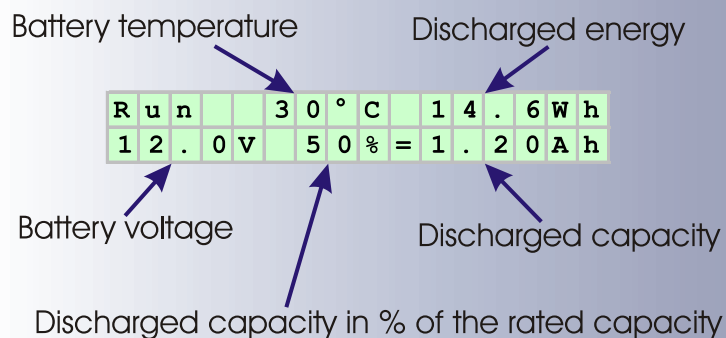 Battery temperature Discharged energy
Run 30°C 14.6Wh
12.0V 50%=1.20Ah
Battery voltage Discharged capacity
Discharged capacity in % of the rated capacity